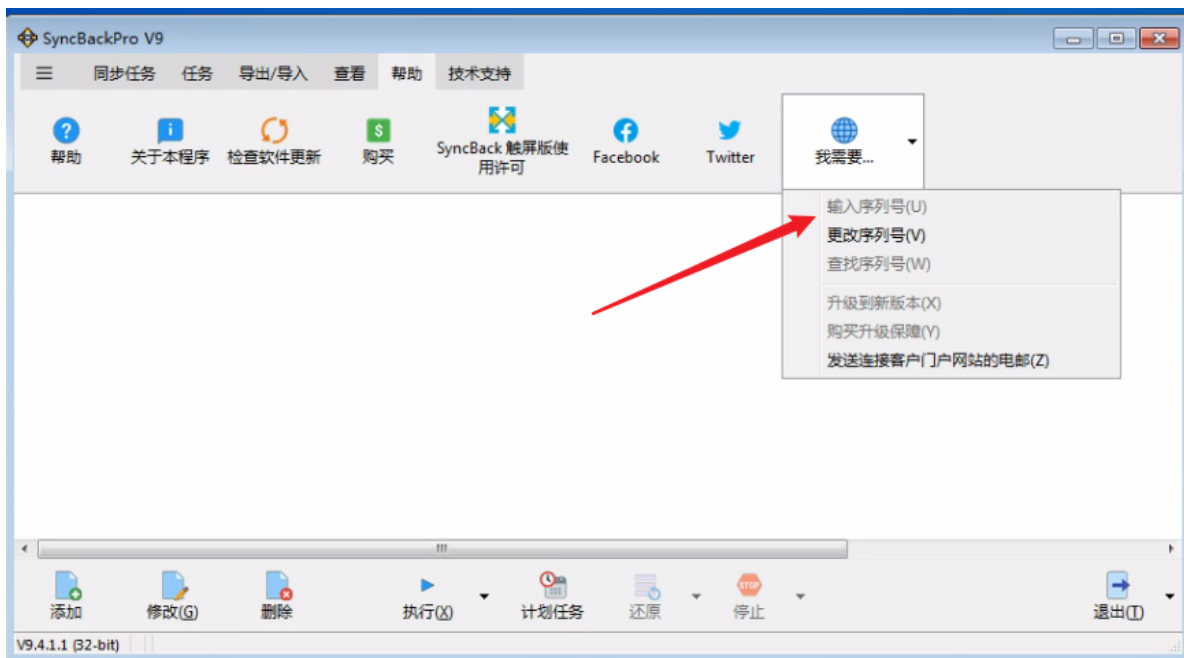 SyncBackPro V9
同步任务 任务 导出/导入 查看 帮助 技术支持
帮助 关于本程序 检查软件更新 购买 SyncBack 触屏版使用许可 Facebook Twitter 我需要...
输入序列号(U)
更改序列号(V)
查找序列号(W)
升级到新版本(X)
购买升级保障(Y)
发送连接客户门户网站的电邮(Z)
添加 修改(G) 删除 执行(X) 计划任务 还原 STOP 停止 退出(T)
V9.4.1.1 (32-bit)